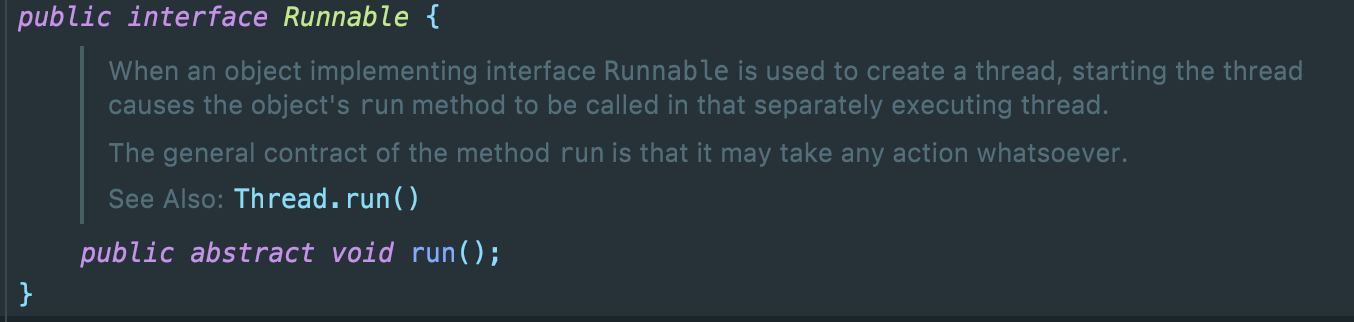 public interface Runnable {
When an object implementing interface Runnable is used to create a thread, starting the thread
causes the object's run method to be called in that separately executing thread.
The general contract of the method run is that it may take any action whatsoever.
See Also: Thread.run()
public abstract void run();
}